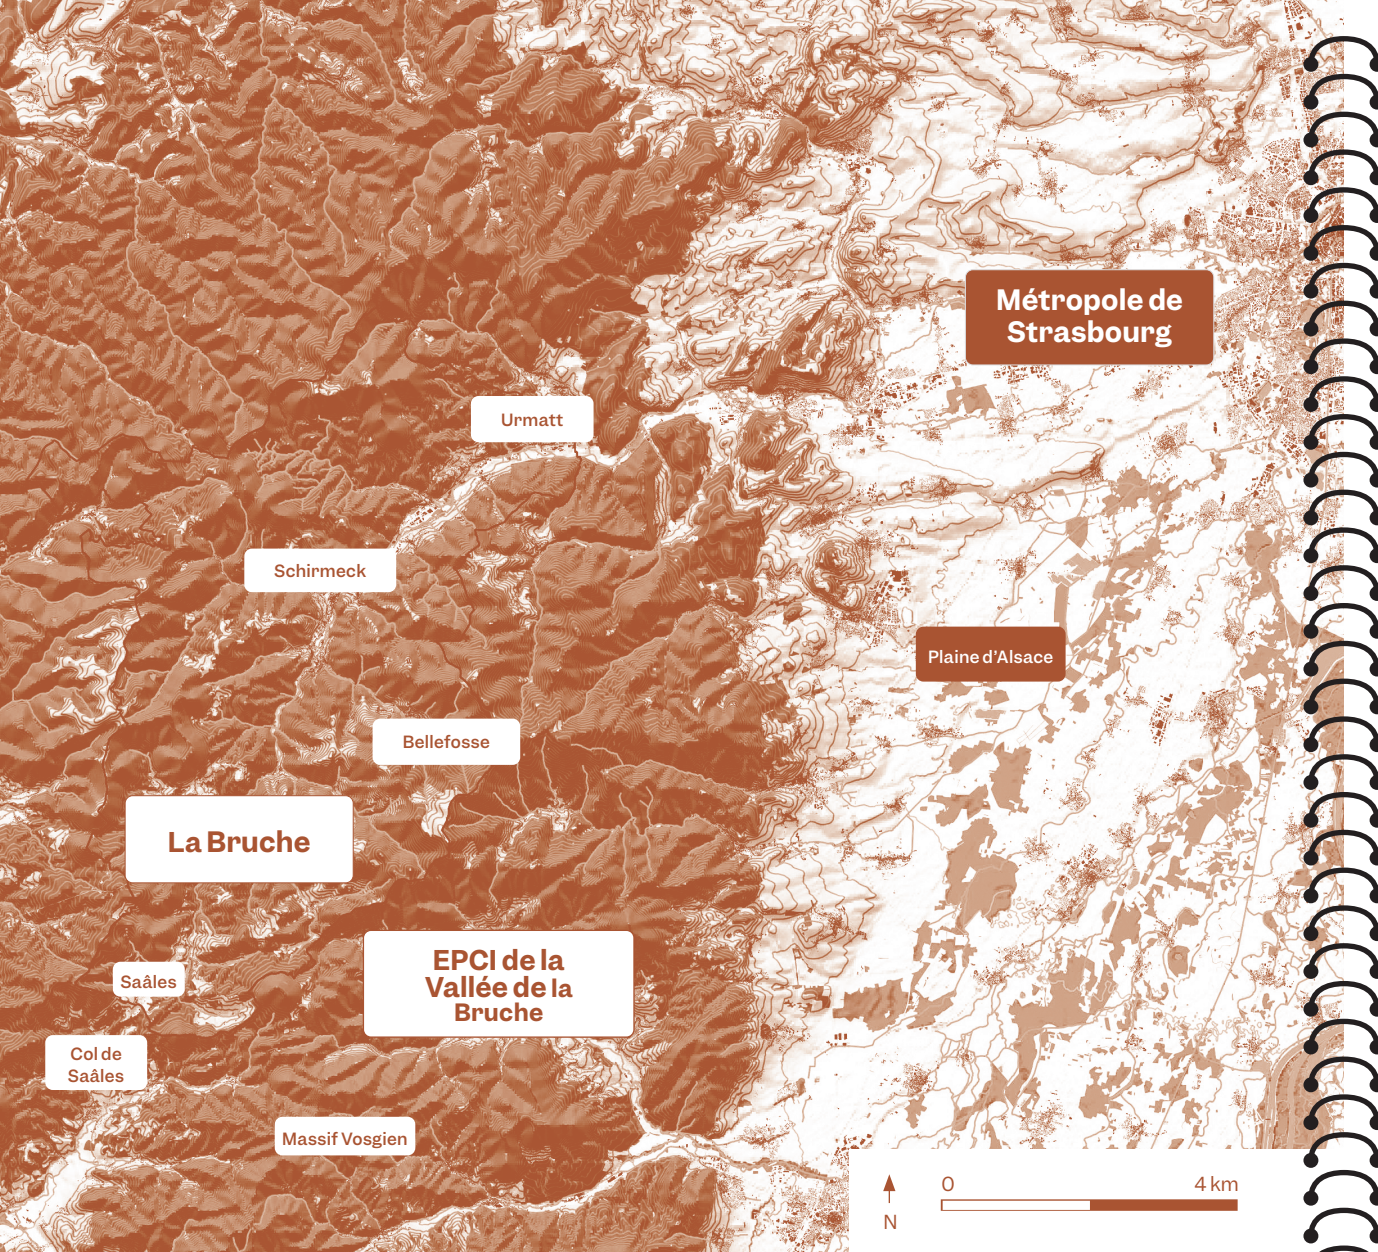 Métropole de
Strasbourg
Urmatt
Schirmeck
Plaine d'Alsace
Bellefosse
La Bruche
EPCI de la
Vallée de la
Bruche
Saâles
Col de
Saâles
Massif Vosgien
0 4 km
N